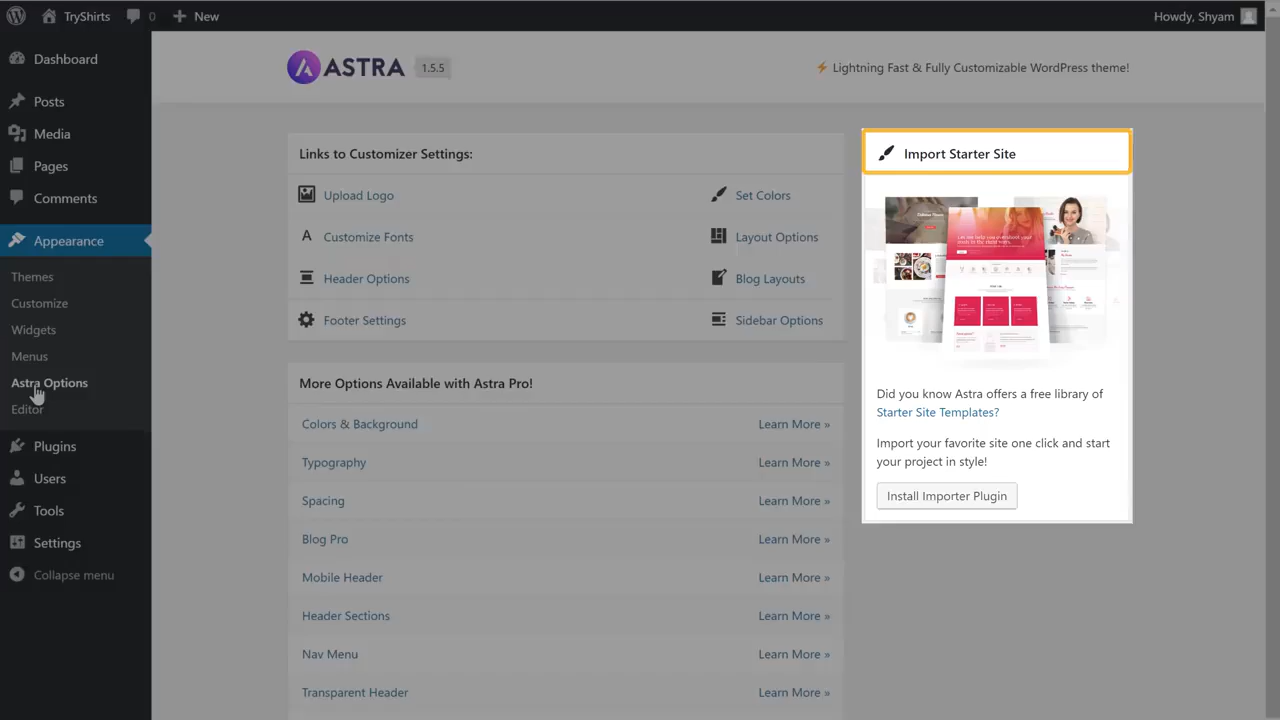 TryShirts
0
New
Howdy, Shyam
Dashboard
Posts
Media
Pages
Comments
Appearance
Themes
Customize
Widgets
Menus
Astra Options
Editor
Plugins
Users
Tools
Settings
Collapse menu
ASTRA
1.5.5
Lightning Fast & Fully Customizable WordPress theme!
Links to Customizer Settings:
Upload Logo
Set Colors
Customize Fonts
Layout Options
Header Options
Blog Layouts
Footer Settings
Sidebar Options
More Options Available with Astra Pro!
Colors & Background
Learn More »
Typography
Learn More »
Spacing
Learn More »
Blog Pro
Learn More »
Mobile Header
Learn More »
Header Sections
Learn More »
Nav Menu
Learn More »
Transparent Header
Learn More »
Import Starter Site
Did you know Astra offers a free library of
Starter Site Templates?
Import your favorite site one click and start
your project in style!
Install Importer Plugin